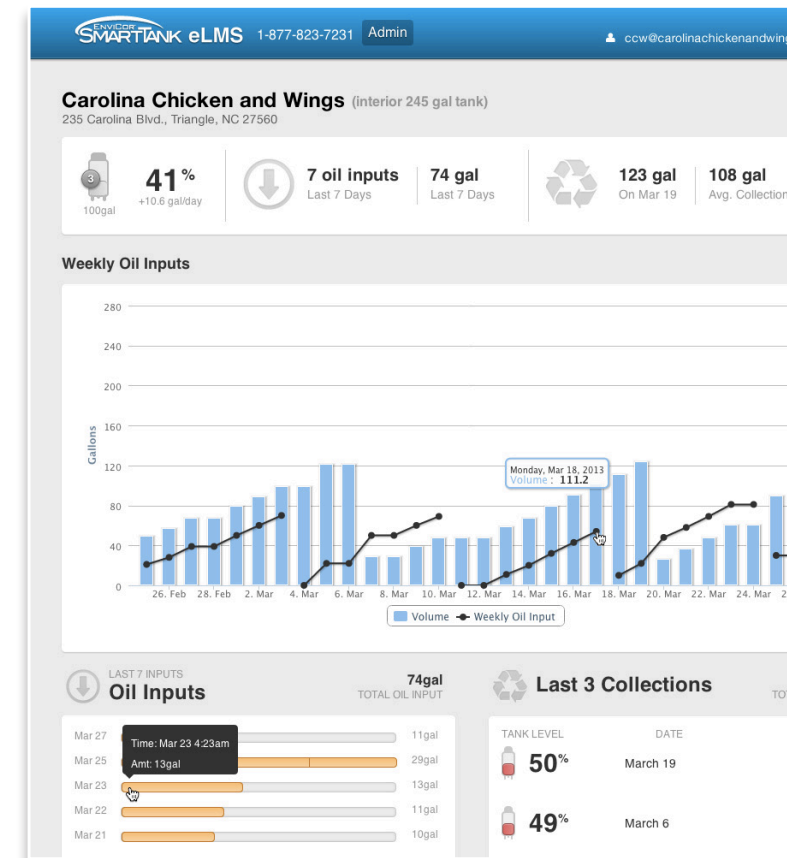 ENVICOR
SMARTTANK eLMS 1-877-823-7231 Admin ccw@carolinachickenandwing
Carolina Chicken and Wings (interior 245 gal tank)
235 Carolina Blvd., Triangle, NC 27560
3
100gal
41%
+10.6 gal/day
7 oil inputs
Last 7 Days
74 gal
Last 7 Days
123 gal
On Mar 19
108 gal
Avg. Collection
Weekly Oil Inputs
Gallons
280
240
200
160
120
80
40
0
Monday, Mar 18, 2013
Volume : 111.2
26. Feb 28. Feb 2. Mar 4. Mar 6. Mar 8. Mar 10. Mar 12. Mar 14. Mar 16. Mar 18. Mar 20. Mar 22. Mar 24. Mar 2
Volume Weekly Oil Input
LAST 7 INPUTS
Oil Inputs
74gal
TOTAL OIL INPUT
Mar 27 11gal
Mar 25 29gal
Mar 23 13gal
Mar 22 11gal
Mar 21 10gal
Time: Mar 23 4:23am
Amt: 13gal
Last 3 Collections
TO
TANK LEVEL DATE
50% March 19
49% March 6